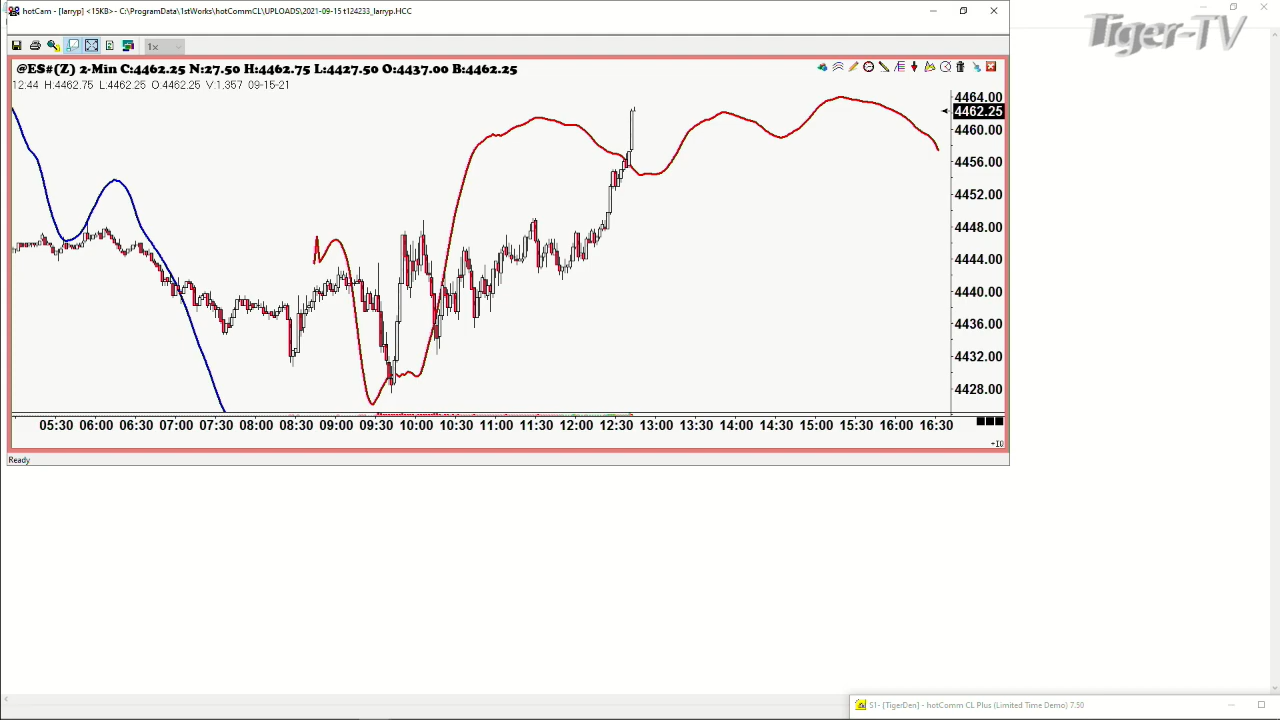 hotCam - [larryp] <15KB> - C:\ProgramData\1stWorks\hotCommCL\UPLOADS\2021-09-15 t124233_larryp.HCC
Tiger-TV
1x
@ES#(Z) 2-Min C:4462.25 N:27.50 H:4462.75 L:4427.50 O:4437.00 B:4462.25
12:44 H:4462.75 L:4462.25 O:4462.25 V:1,357 09-15-21
4464.00
4462.25
4460.00
4456.00
4452.00
4448.00
4444.00
4440.00
4436.00
4432.00
4428.00
05:30 06:00 06:30 07:00 07:30 08:00 08:30 09:00 09:30 10:00 10:30 11:00 11:30 12:00 12:30 13:00 13:30 14:00 14:30 15:00 15:30 16:00 16:30
Ready
S1- [TigerDen] - hotComm CL Plus (Limited Time Demo) 7.50